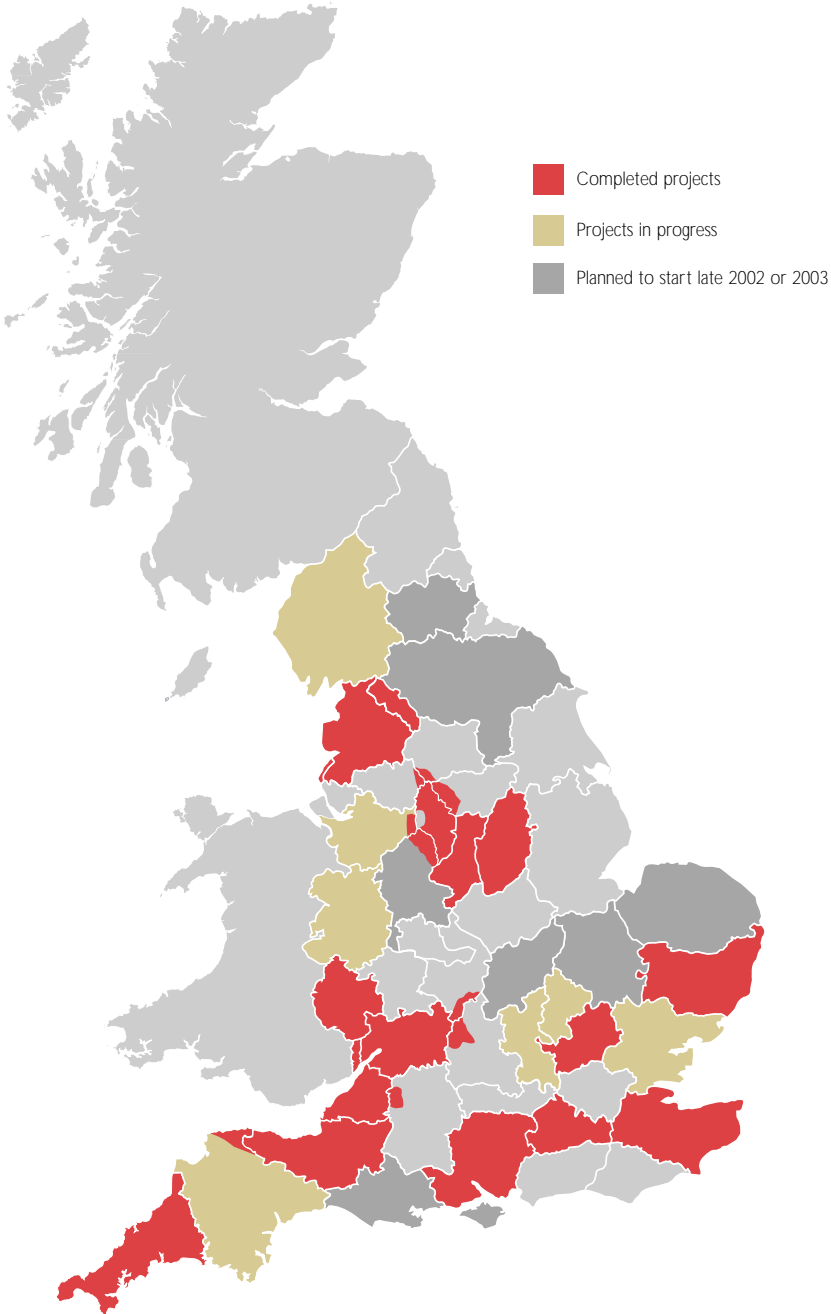 Completed projects
Projects in progress
Planned to start late 2002 or 2003